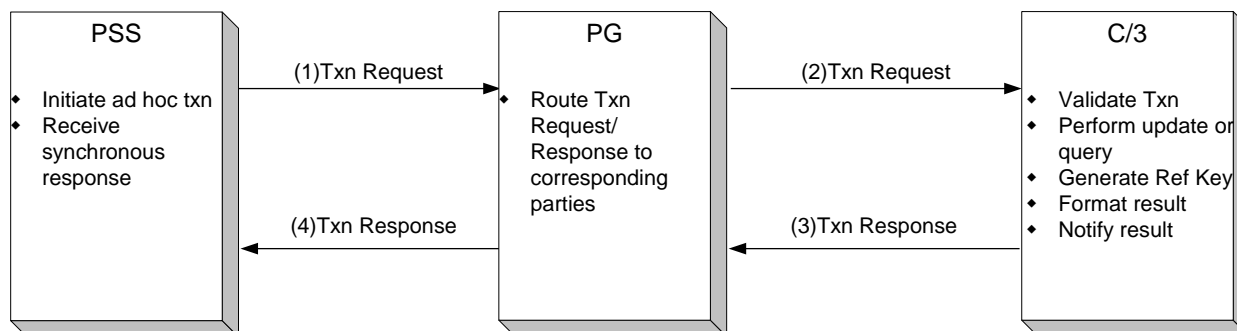 PSS
◆ Initiate ad hoc txn
◆ Receive
synchronous
response
(1)Txn Request
(4)Txn Response
PG
◆ Route Txn
Request/
Response to
corresponding
parties
(2)Txn Request
(3)Txn Response
C/3
◆ Validate Txn
◆ Perform update or
query
◆ Generate Ref Key
◆ Format result
◆ Notify result